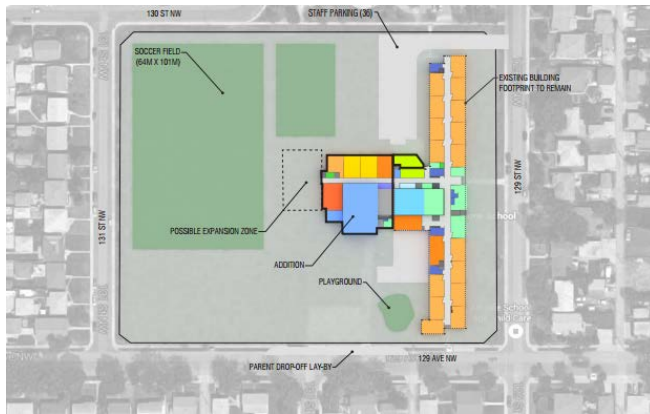 130 ST NW
STAFF PARKING (36)
SOCCER FIELD
(64M X 101M)
EXISTING BUILDING
FOOTPRINT TO REMAIN
131 ST NW
129 ST NW
POSSIBLE EXPANSION ZONE
ADDITION
PLAYGROUND
PARENT DROP-OFF LAY-BY
129 AVE NW